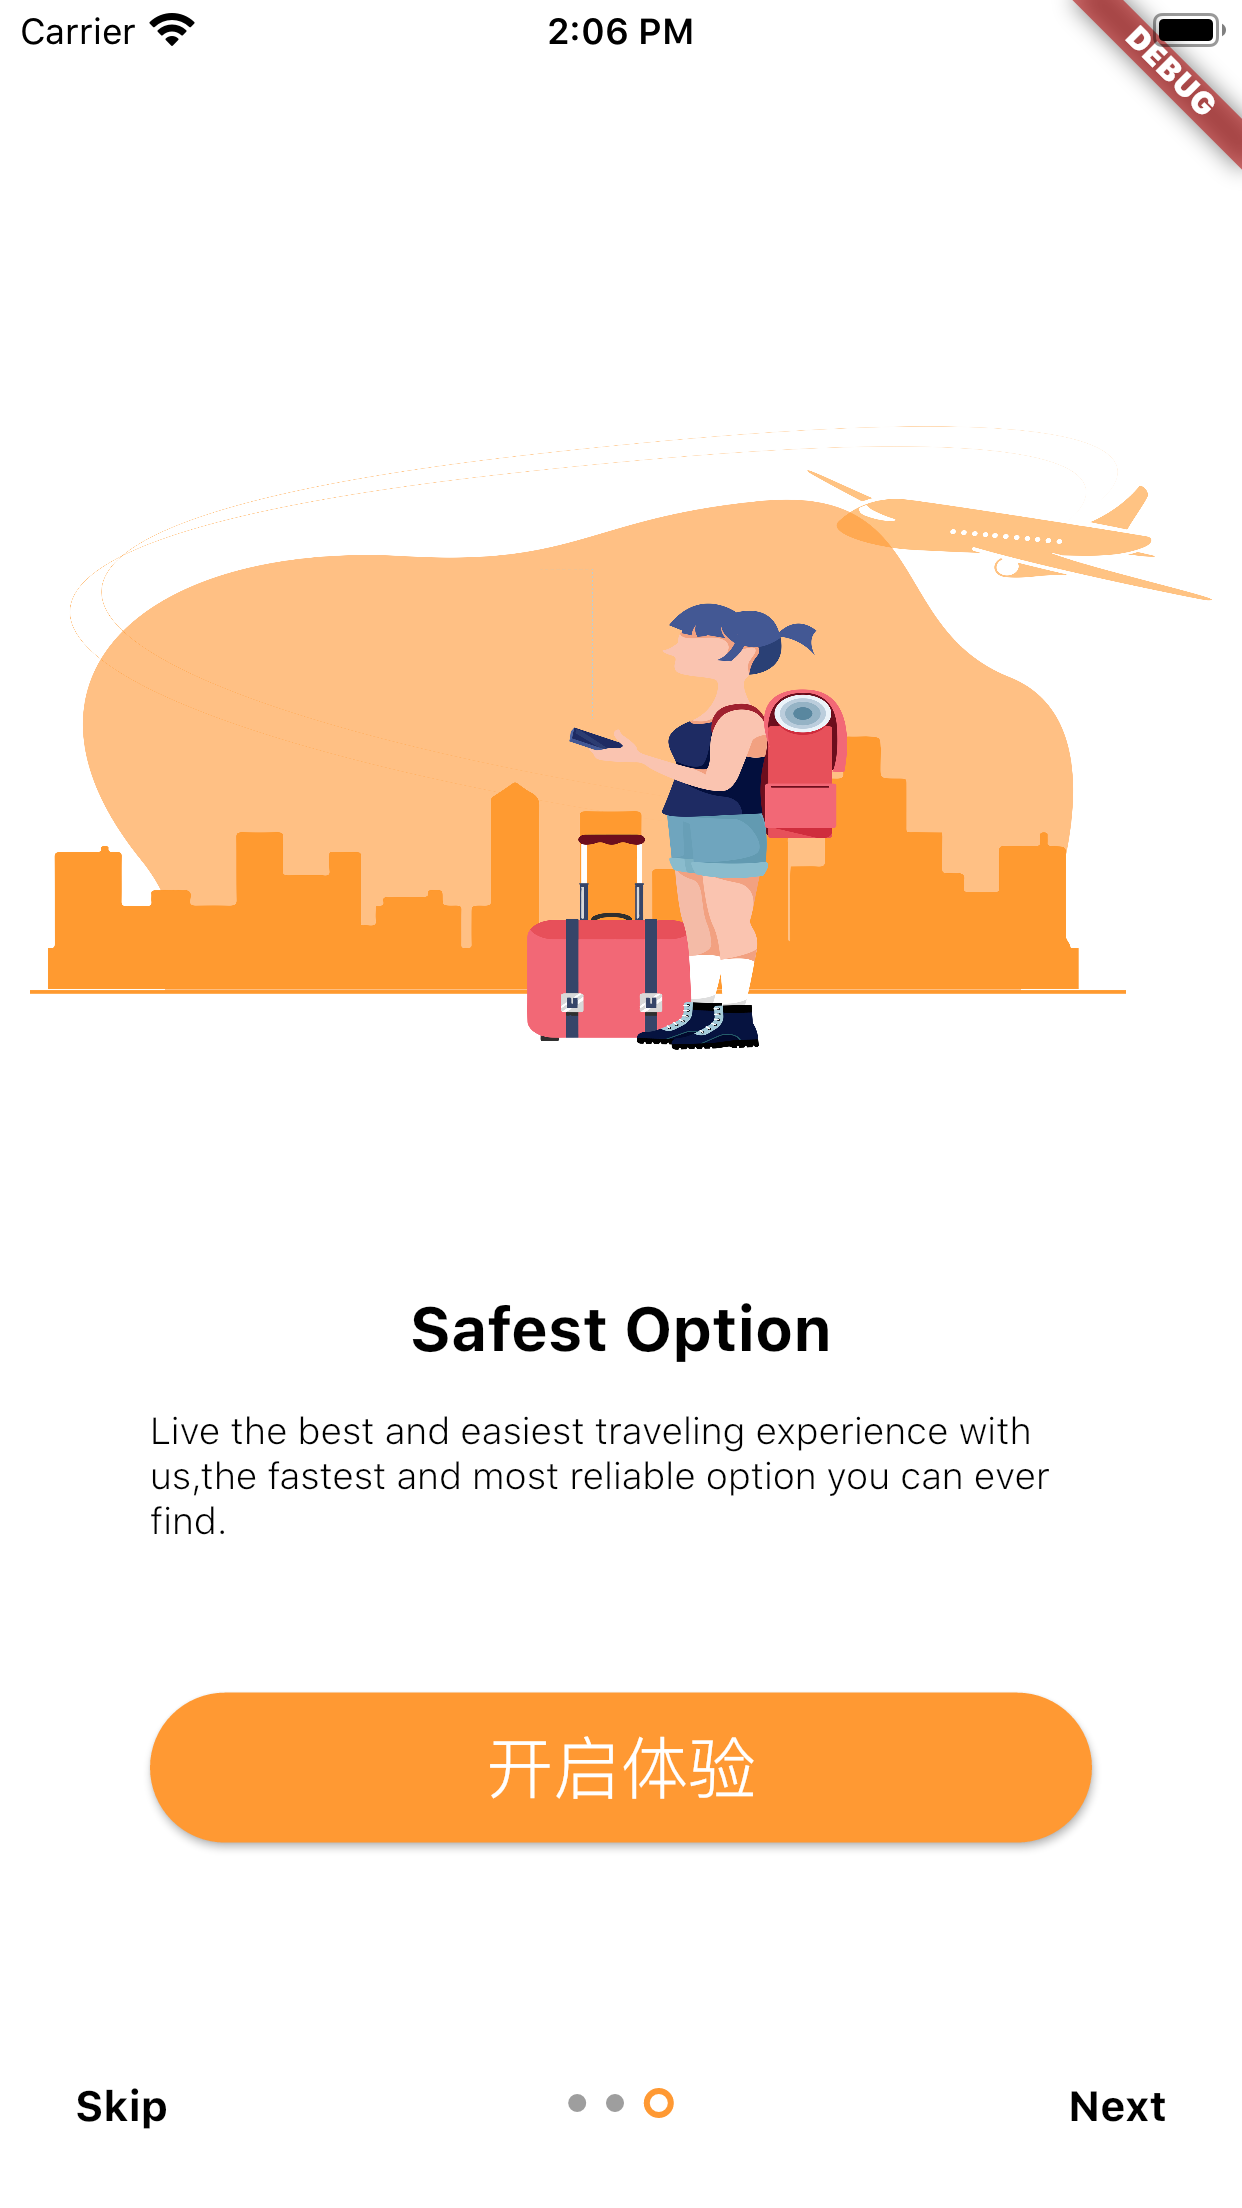 Carrier
2:06 PM
DEBUG
Safest Option
Live the best and easiest traveling experience with
us,the fastest and most reliable option you can ever
find.
开启体验
Skip
Next